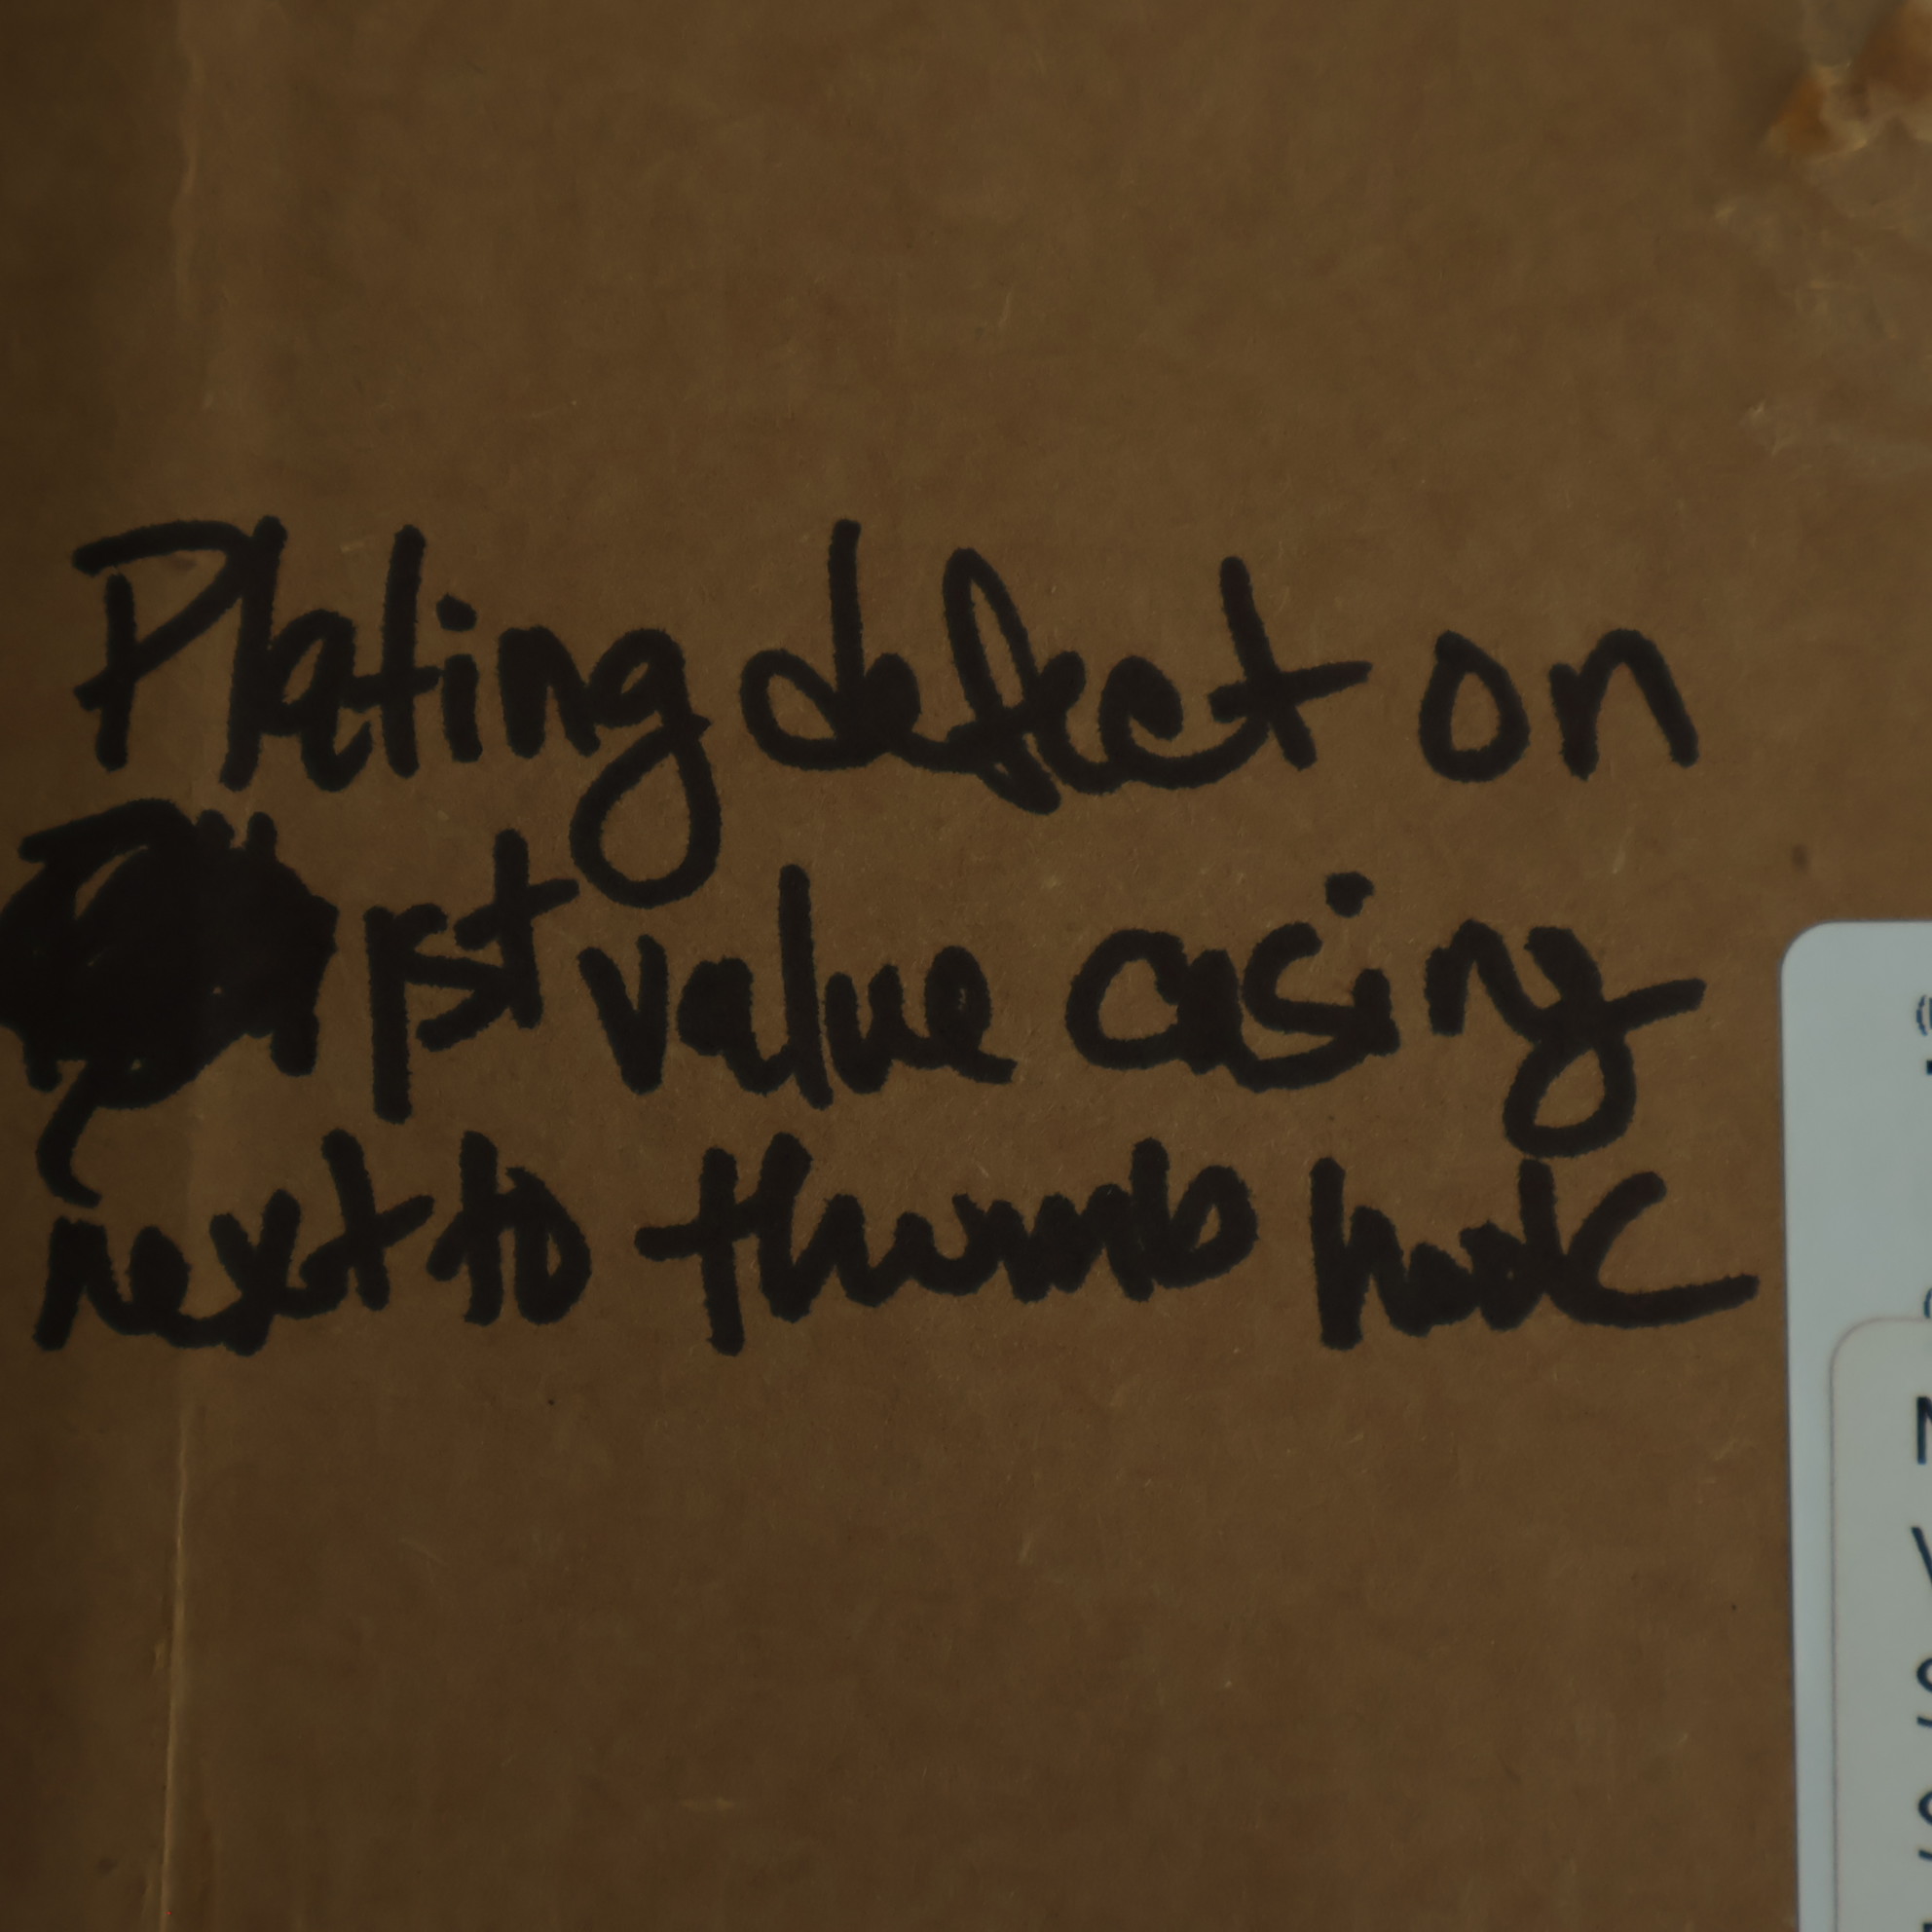 Plating defect on
1st value casing
next to thumb hook